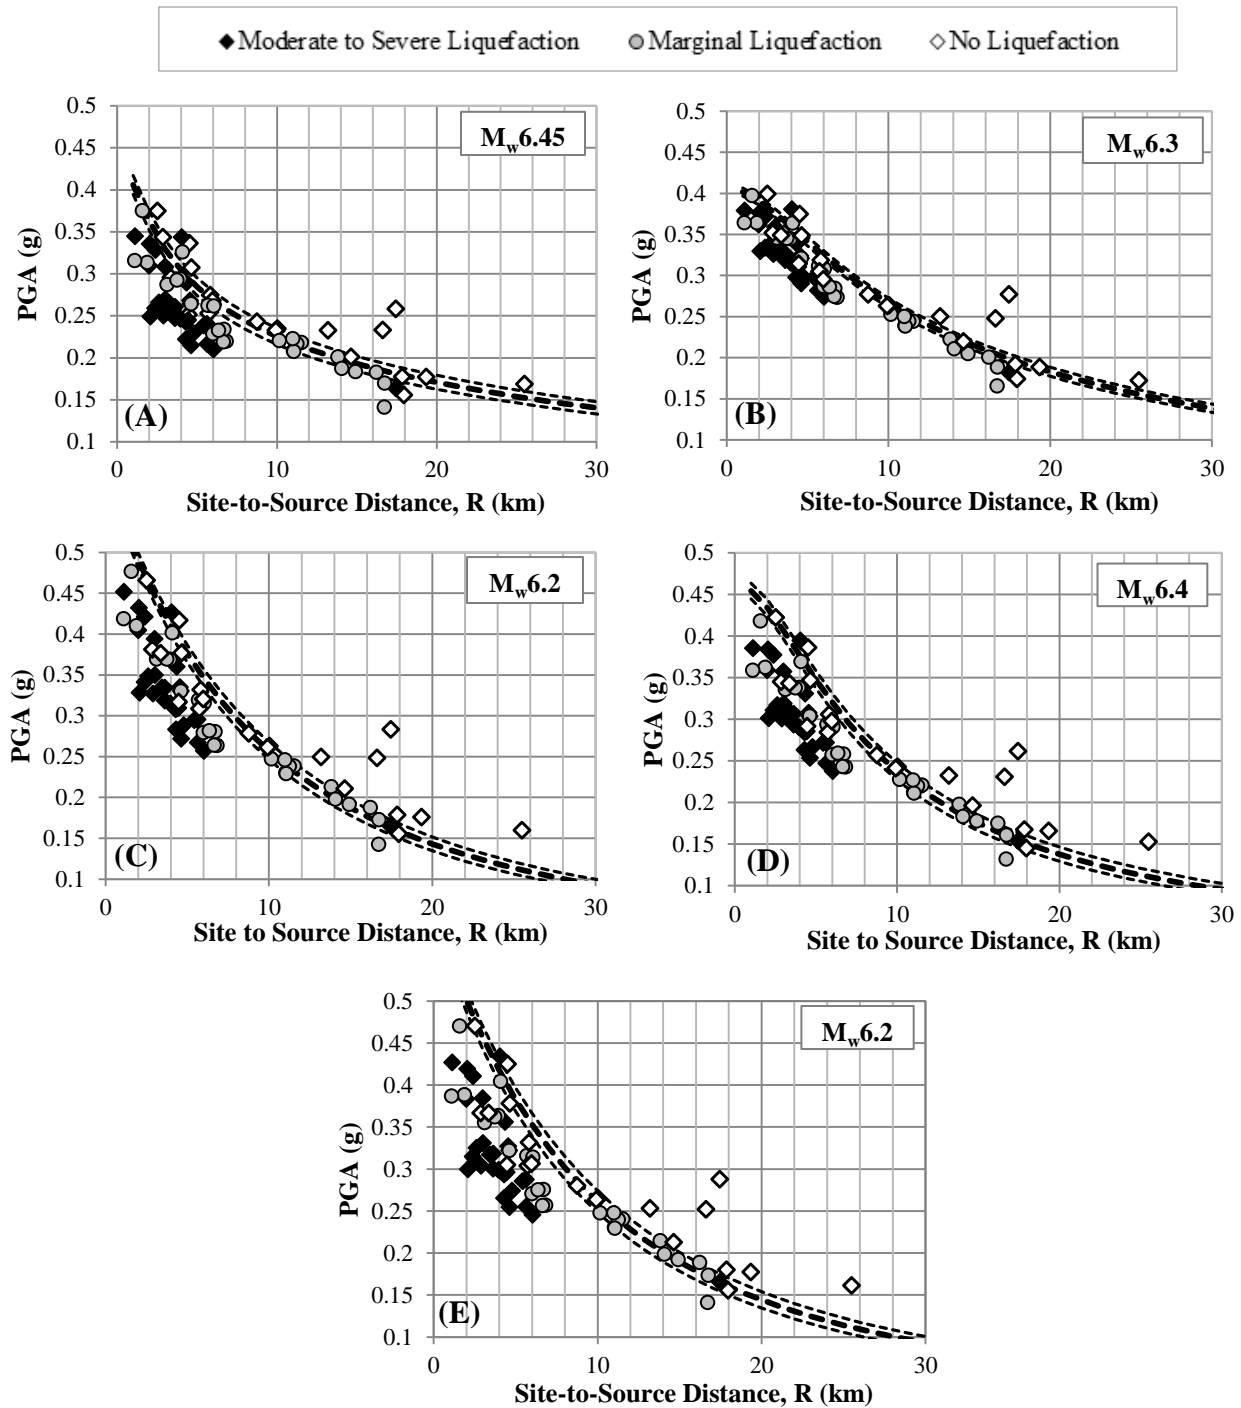 Moderate to Severe Liquefaction Marginal Liquefaction No Liquefaction
0.5
0.45
0.4
0.35
0.3
0.25
0.2
0.15
0.1
PGA (g)
M_w6.45
(A)
0 10 20 30
Site-to-Source Distance, R (km)
0.5
0.45
0.4
0.35
0.3
0.25
0.2
0.15
0.1
PGA (g)
M_w6.3
(B)
0 10 20 30
Site-to-Source Distance, R (km)
0.5
0.45
0.4
0.35
0.3
0.25
0.2
0.15
0.1
PGA (g)
M_w6.2
(C)
0 10 20 30
Site to Source Distance, R (km)
0.5
0.45
0.4
0.35
0.3
0.25
0.2
0.15
0.1
PGA (g)
M_w6.4
(D)
0 10 20 30
Site to Source Distance, R (km)
0.5
0.45
0.4
0.35
0.3
0.25
0.2
0.15
0.1
PGA (g)
M_w6.2
(E)
0 10 20 30
Site-to-Source Distance, R (km)